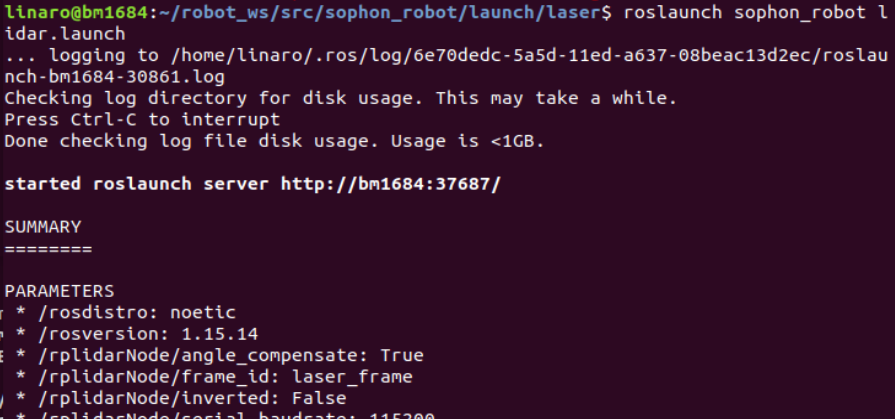 linaro@bm1684:~/robot_ws/src/sophon_robot/launch/laser$ roslaunch sophon_robot l
idar.launch
... logging to /home/linaro/.ros/log/6e70dedc-5a5d-11ed-a637-08beac13d2ec/roslau
nch-bm1684-30861.log
Checking log directory for disk usage. This may take a while.
Press Ctrl-C to interrupt
Done checking log file disk usage. Usage is <1GB.
started roslaunch server http://bm1684:37687/
SUMMARY
========
PARAMETERS
* /rosdistro: noetic
* /rosversion: 1.15.14
* /rplidarNode/angle_compensate: True
* /rplidarNode/frame_id: laser_frame
* /rplidarNode/inverted: False
* /rplidarNode/serial_baudrate: 115200